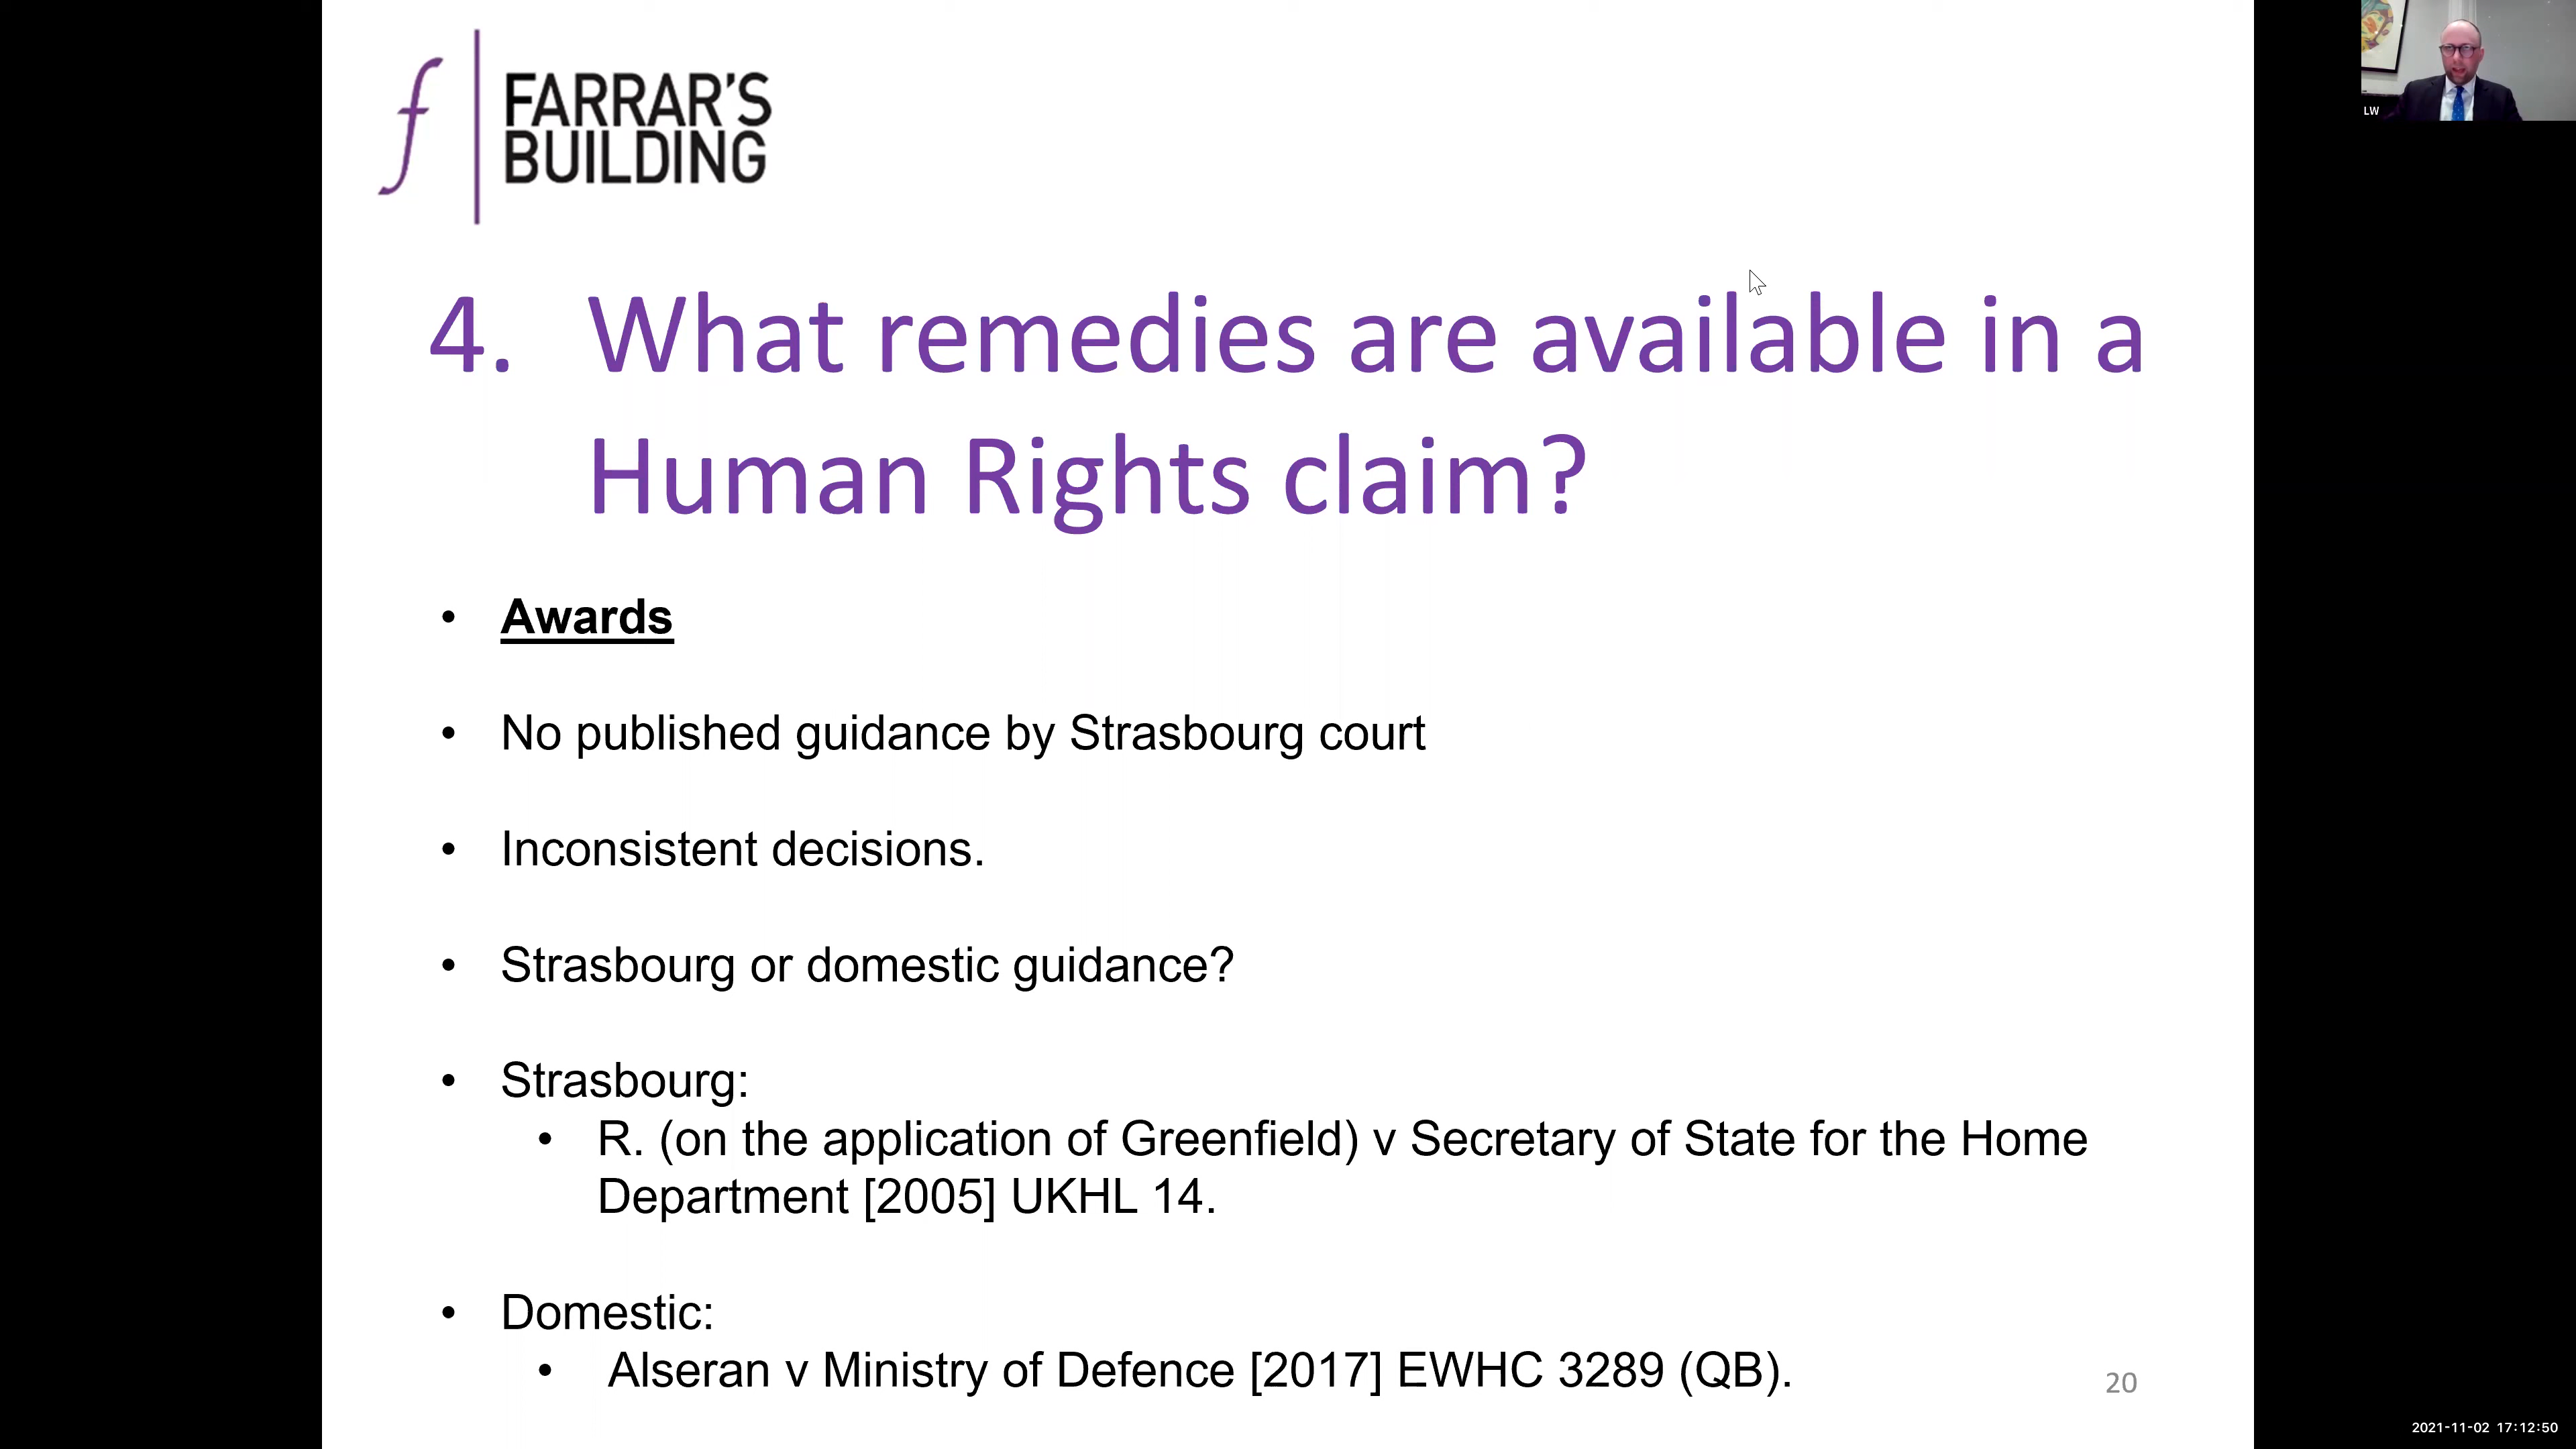 f FARRAR'S
BUILDING
LW
4. What remedies are available in a
Human Rights claim?
• Awards
• No published guidance by Strasbourg court
• Inconsistent decisions.
• Strasbourg or domestic guidance?
• Strasbourg:
• R. (on the application of Greenfield) v Secretary of State for the Home
Department [2005] UKHL 14.
• Domestic:
• Alseran v Ministry of Defence [2017] EWHC 3289 (QB).
20
2021-11-02 17:12:50